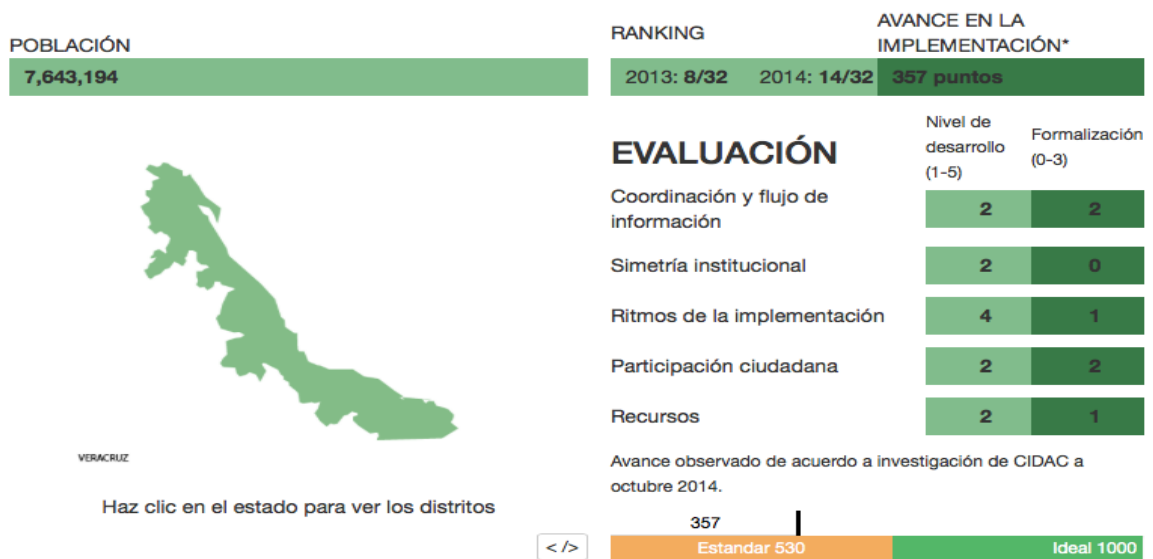 POBLACIÓN
7,643,194
VERACRUZ
Haz clic en el estado para ver los distritos
< />
RANKING
AVANCE EN LA
IMPLEMENTACIÓN*
2013: 8/32 2014: 14/32 357 puntos
EVALUACIÓN
Nivel de
desarrollo
(1-5)
Formalización
(0-3)
Coordinación y flujo de
información
2 2
Simetría institucional 2 0
Ritmos de la implementación 4 1
Participación ciudadana 2 2
Recursos 2 1
Avance observado de acuerdo a investigación de CIDAC a
octubre 2014.
357
Estandar 530 Ideal 1000